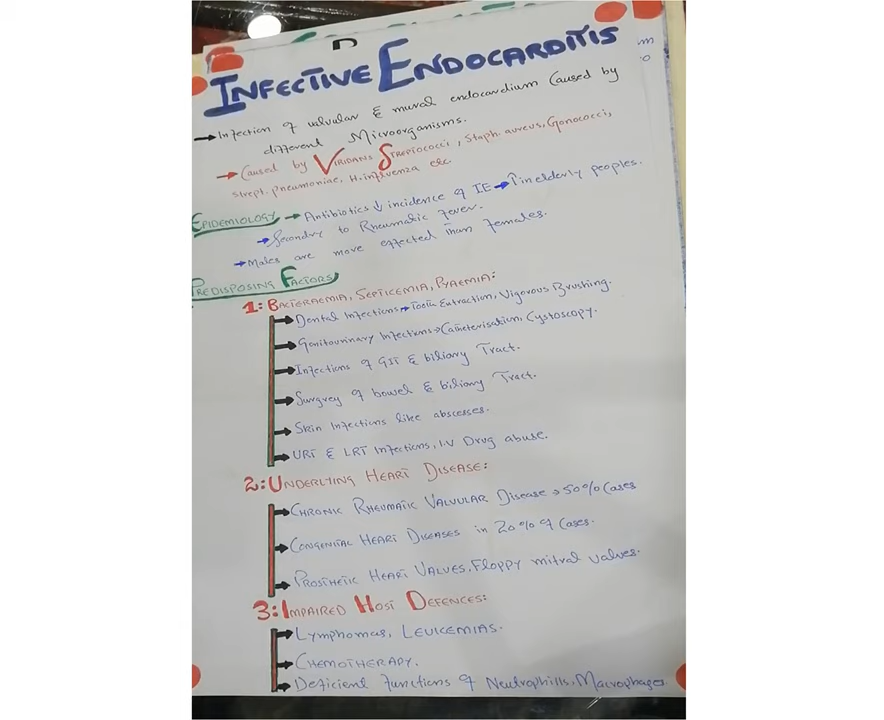 INFECTIVE ENDOCARDITIS
→ Infection of valvular & mural endocardium Caused by
different Microorganisms.
→ Caused by VIRIDANS STREPTOCOCCI, Staph. aureus, Gonococci,
Strept. pneumoniae, H. influenza etc.
EPIDEMIOLOGY → Antibiotics ↓ incidence of IE → ↑ in elderly peoples.
→ Secondry to Rheumatic Fever.
→ Males are more effected than Females.
PREDISPOSING FACTORS
1: BACTERAEMIA, SEPTICEMIA, PYAEMIA:
→ Dental Infections → Tooth Extraction, Vigorous Brushing.
→ Genitourinary Infections → Catheterisation, Cystoscopy.
→ Infections of GIT & biliary Tract.
→ Surgrey of bowel & biliary Tract.
→ Skin Infections like abscesses.
→ URT & LRT Infections, I.V Drug abuse.
2: UNDERLYING HEART DISEASE:
→ CHRONIC RHEUMATIC VALVULAR Disease → 50% Cases
→ CONGENITAL HEART DISEASES in 20% of Cases.
→ PROSTHETIC HEART VALVES, Floppy mitral valves.
3: IMPAIRED HOST DEFENCES:
→ Lymphomas, LEUKEMIAS.
→ CHEMOTHERAPY.
→ Deficient Functions of Neutrophills, Macrophages